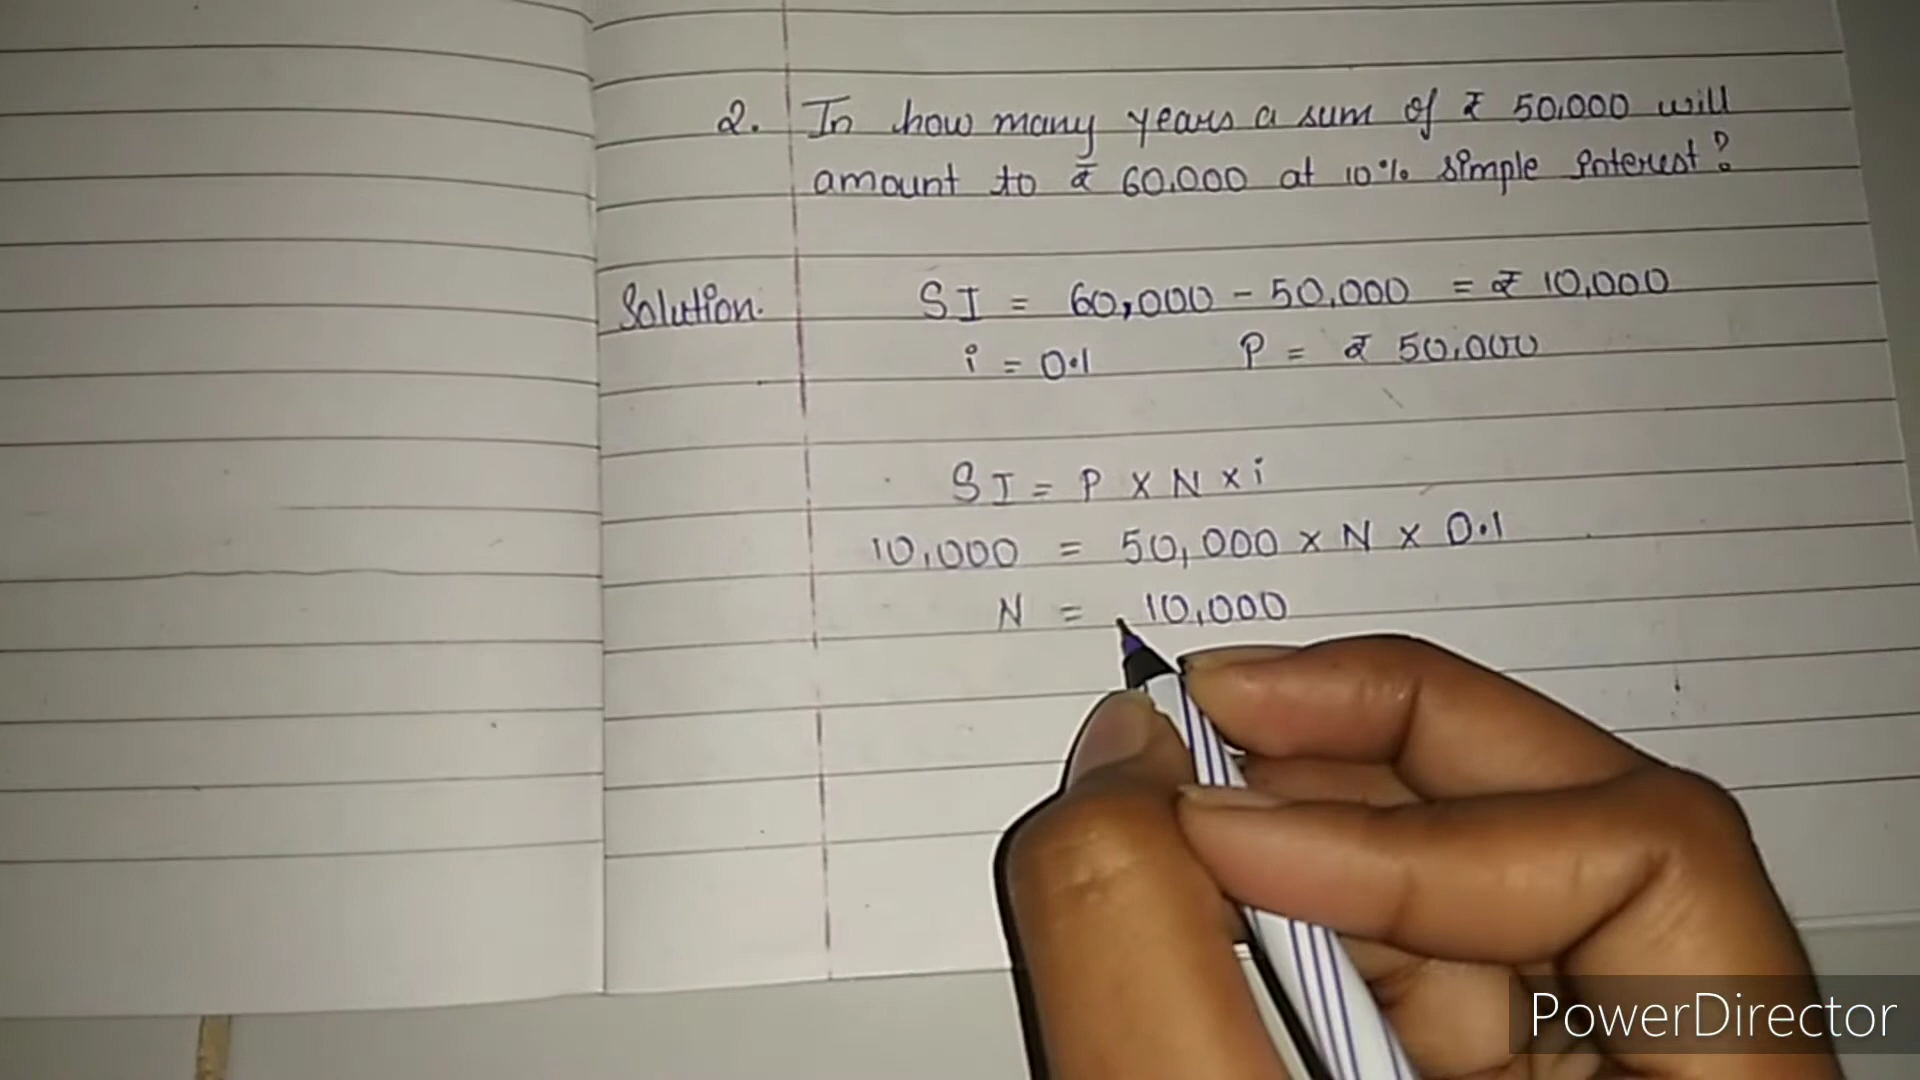 2. In how many years a sum of ₹ 50,000 will
amount to ₹ 60,000 at 10% simple interest?
Solution. SI = 60,000 - 50,000 = ₹ 10,000
i = 0.1 P = ₹ 50,000
SI = P × N × i
10,000 = 50,000 × N × 0.1
N = 10,000
PowerDirector